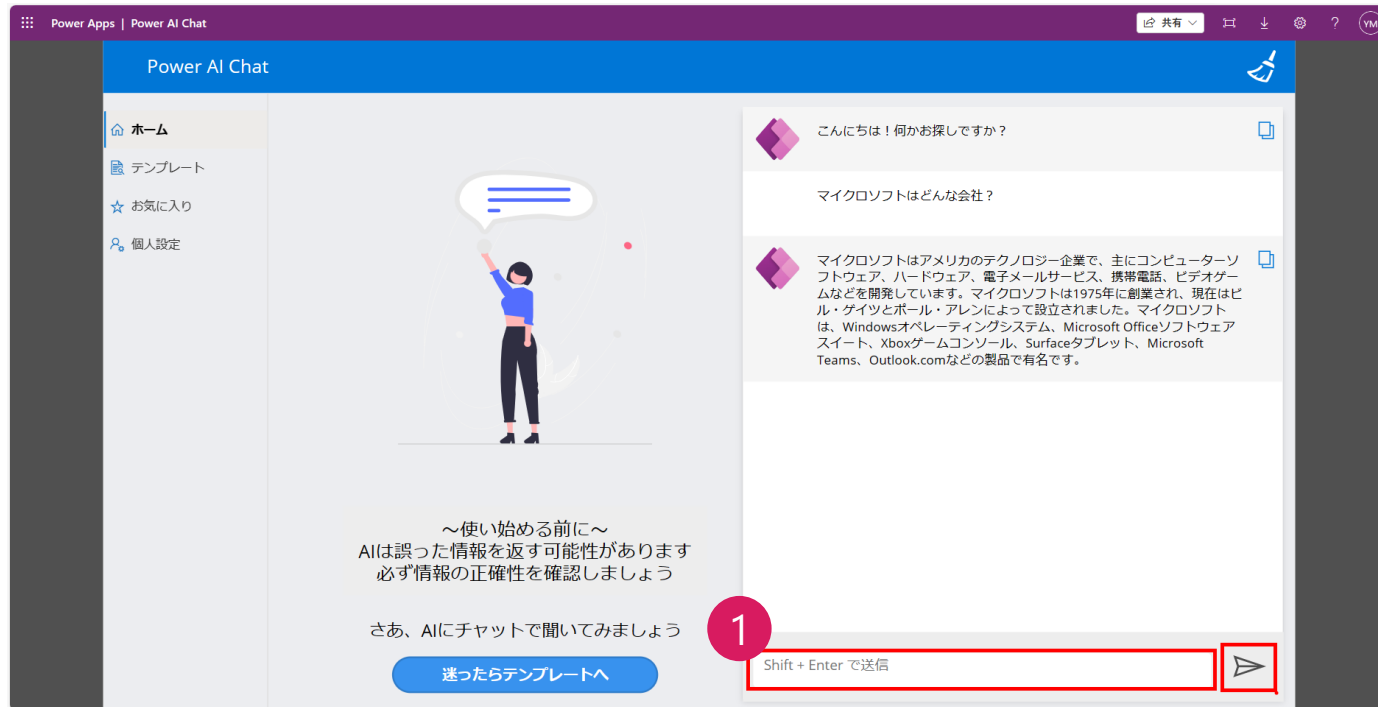 Power Apps | Power AI Chat
共有
?
YM
Power AI Chat
ホーム
テンプレート
お気に入り
個人設定
～使い始める前に～
AIは誤った情報を返す可能性があります
必ず情報の正確性を確認しましょう
さあ、AIにチャットで聞いてみましょう
迷ったらテンプレートへ
こんにちは！何かお探しですか？
マイクロソフトはどんな会社？
マイクロソフトはアメリカのテクノロジー企業で、主にコンピューターソ
フトウェア、ハードウェア、電子メールサービス、携帯電話、ビデオゲー
ムなどを開発しています。マイクロソフトは1975年に創業され、現在はビ
ル・ゲイツとポール・アレンによって設立されました。マイクロソフト
は、Windowsオペレーティングシステム、Microsoft Officeソフトウェア
スイート、Xboxゲームコンソール、Surfaceタブレット、Microsoft
Teams、Outlook.comなどの製品で有名です。
1
Shift + Enter で送信